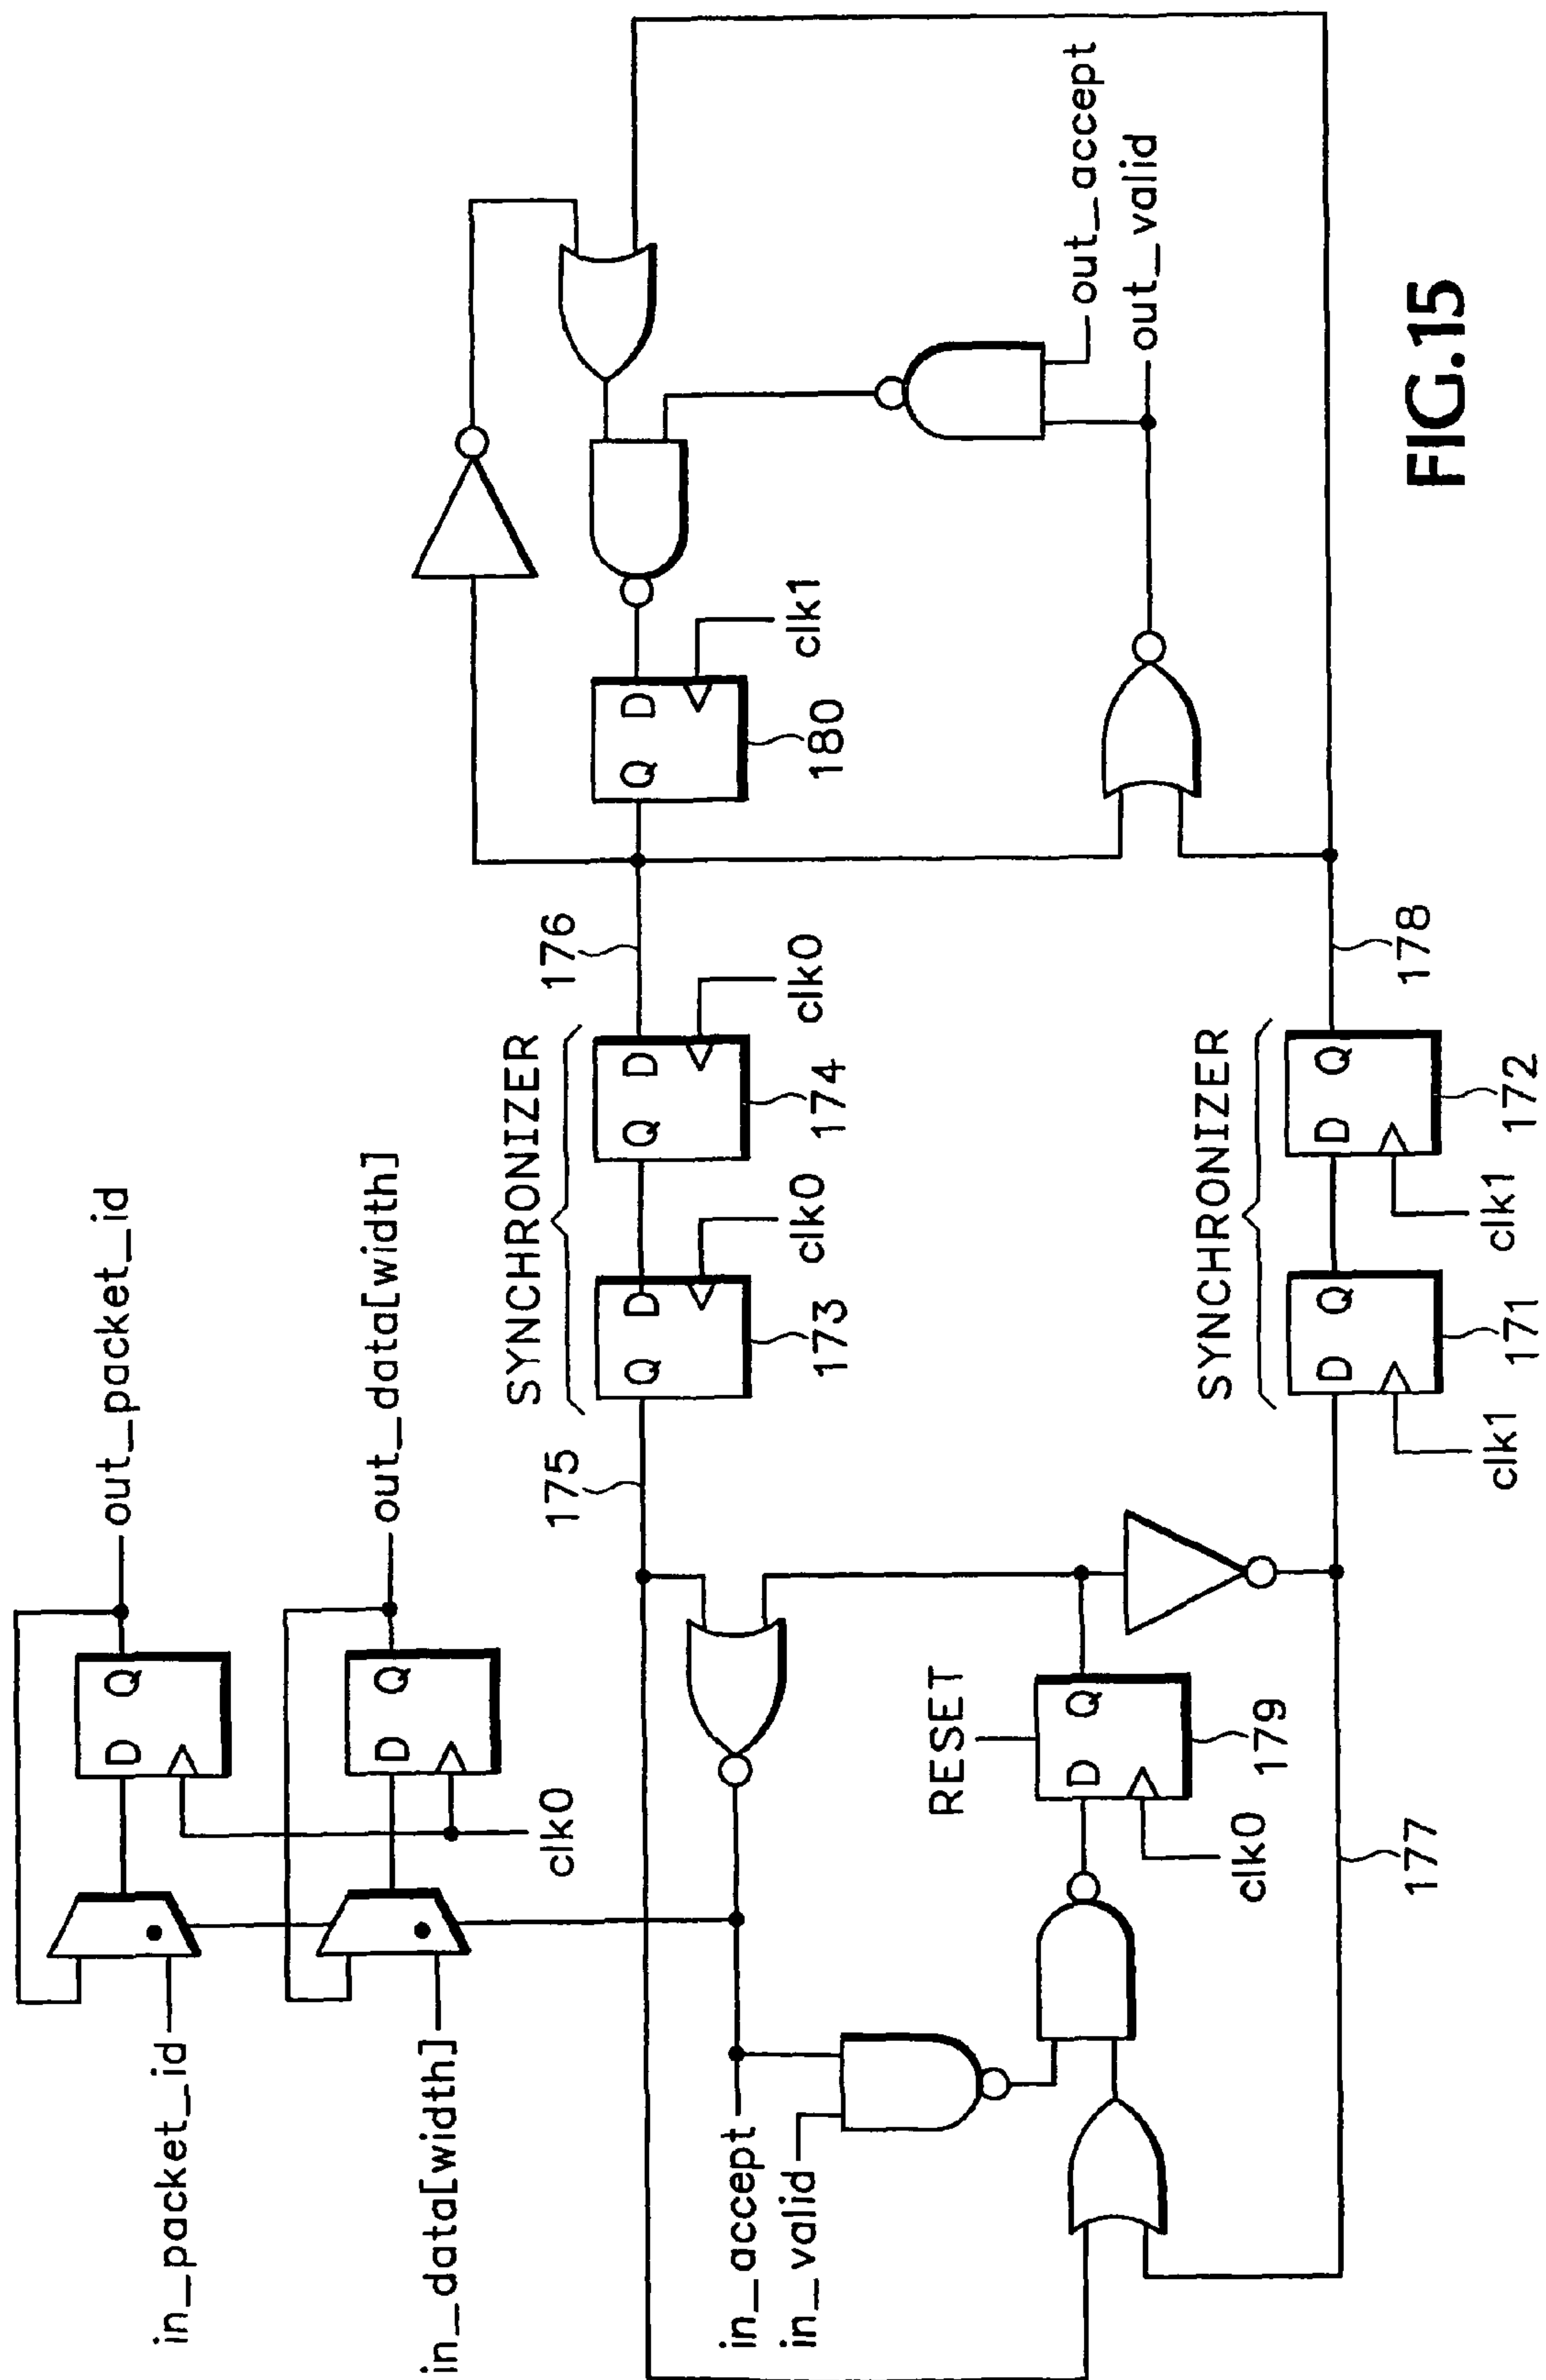 in_packet_id
out_packet_id
D Q
in_data[width]
out_data[width]
D Q
clk0
SYNCHRONIZER
175
176
Q D
173
clk0
Q D
174
clk0
Q D
180
clk1
in_accept
in_valid
RESET
D Q
179
clk0
out_accept
out_valid
SYNCHRONIZER
177
D Q
171
clk1
D Q
172
clk1
178
FIG.15